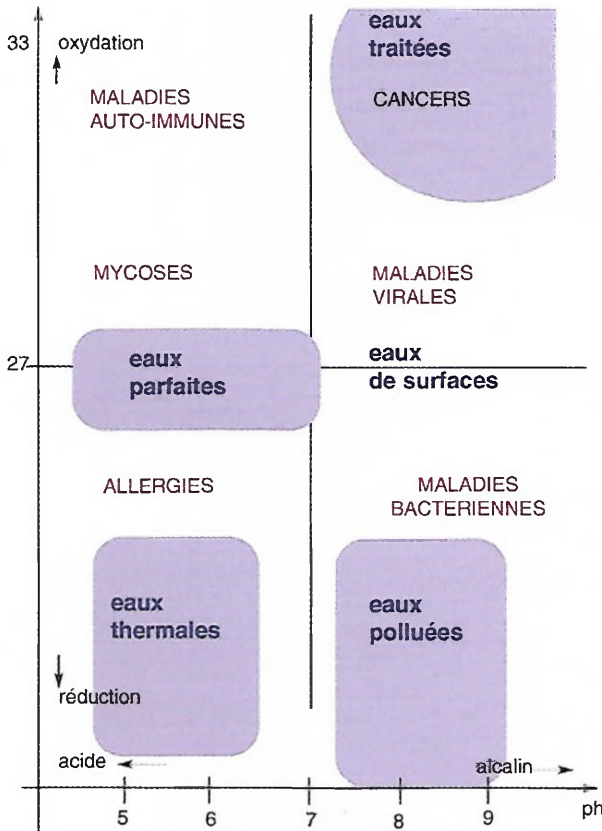 33
oxydation
MALADIES
AUTO-IMMUNES
eaux
traitées
CANCERS
MYCOSES
MALADIES
VIRALES
27
eaux
parfaites
eaux
de surfaces
ALLERGIES
MALADIES
BACTERIENNES
eaux
thermales
eaux
polluées
réduction
acide
alcalin
5
6
7
8
9
ph